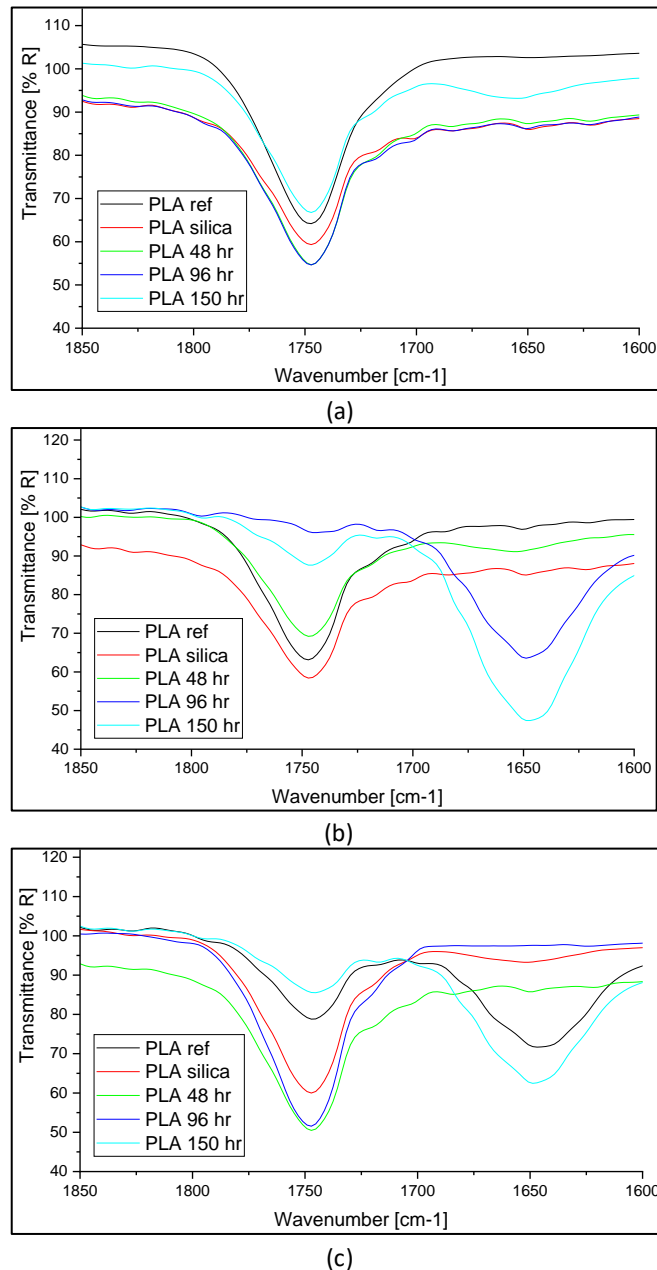 Transmittance [% R]
110
100
90
80
70
60
50
40
PLA ref
PLA silica
PLA 48 hr
PLA 96 hr
PLA 150 hr
1850 1800 1750 1700 1650 1600
Wavenumber [cm-1]
(a)
Transmittance [% R]
120
110
100
90
80
70
60
50
40
PLA ref
PLA silica
PLA 48 hr
PLA 96 hr
PLA 150 hr
1850 1800 1750 1700 1650 1600
Wavenumber [cm-1]
(b)
Transmittance [% R]
120
110
100
90
80
70
60
50
40
PLA ref
PLA silica
PLA 48 hr
PLA 96 hr
PLA 150 hr
1850 1800 1750 1700 1650 1600
Wavenumber [cm-1]
(c)